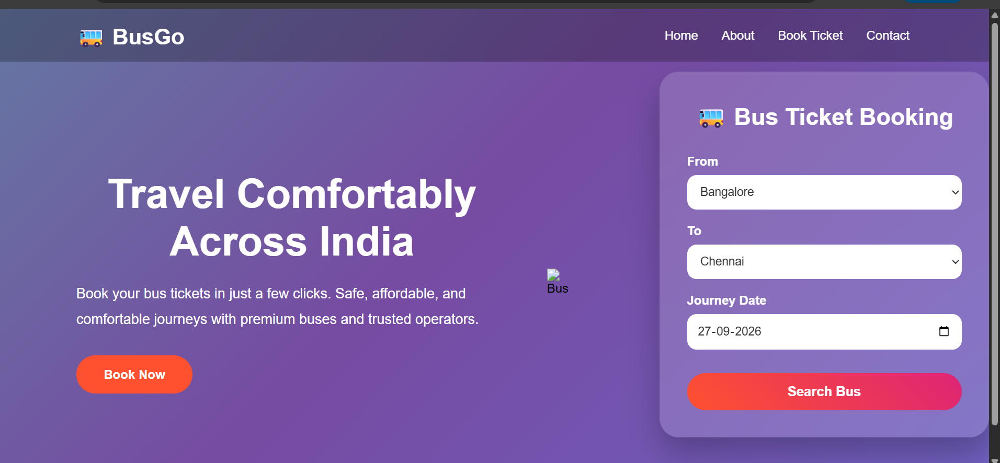 BusGo
Home
About
Book Ticket
Contact
Travel Comfortably
Across India
Book your bus tickets in just a few clicks. Safe, affordable, and
comfortable journeys with premium buses and trusted operators.
Book Now
Bus
Bus Ticket Booking
From
Bangalore
To
Chennai
Journey Date
27-09-2026
Search Bus